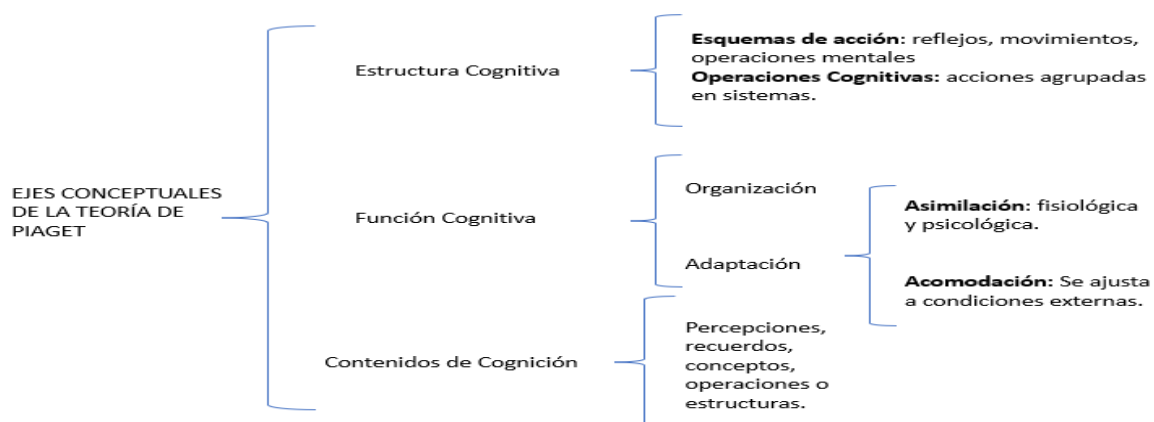 EJES CONCEPTUALES
DE LA TEORÍA DE
PIAGET
Estructura Cognitiva
Esquemas de acción: reflejos, movimientos,
operaciones mentales
Operaciones Cognitivas: acciones agrupadas
en sistemas.
Función Cognitiva
Organización
Adaptación
Asimilación: fisiológica
y psicológica.
Acomodación: Se ajusta
a condiciones externas.
Contenidos de Cognición
Percepciones,
recuerdos,
conceptos,
operaciones o
estructuras.